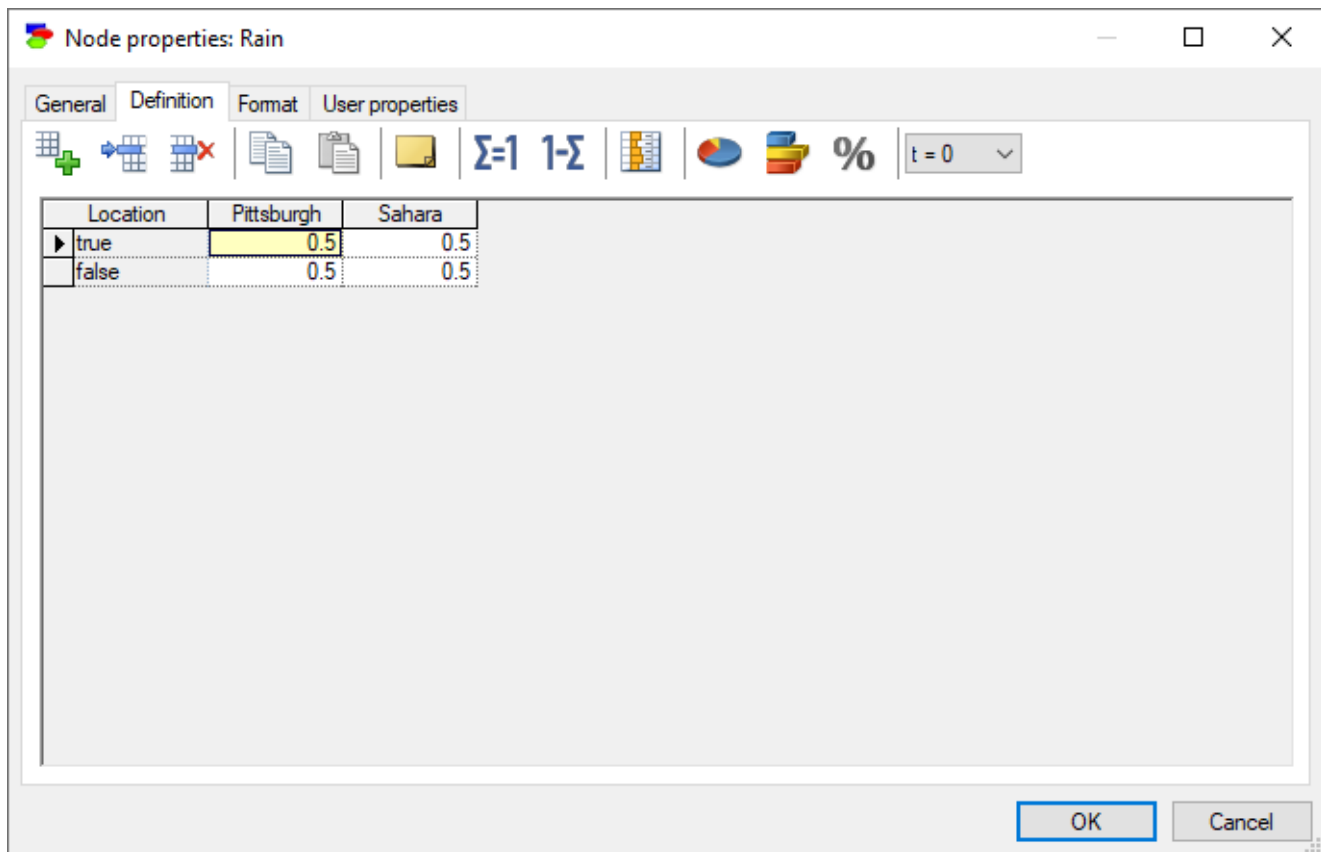 Node properties: Rain
General Definition Format User properties
Σ=1 1-Σ % t = 0
Location Pittsburgh Sahara
true 0.5 0.5
false 0.5 0.5
OK Cancel